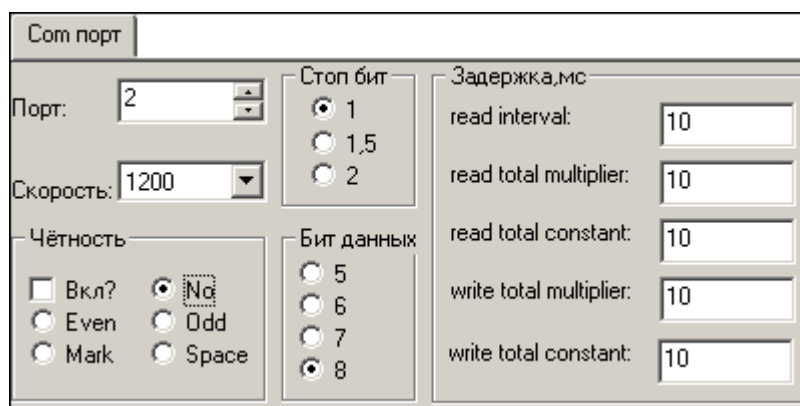 Com порт
Порт:
2
Скорость:
1200
Стоп бит
1
1,5
2
Чётность
Вкл?
No
Even
Odd
Mark
Space
Бит данных
5
6
7
8
Задержка,мс
read interval:
10
read total multiplier:
10
read total constant:
10
write total multiplier:
10
write total constant:
10